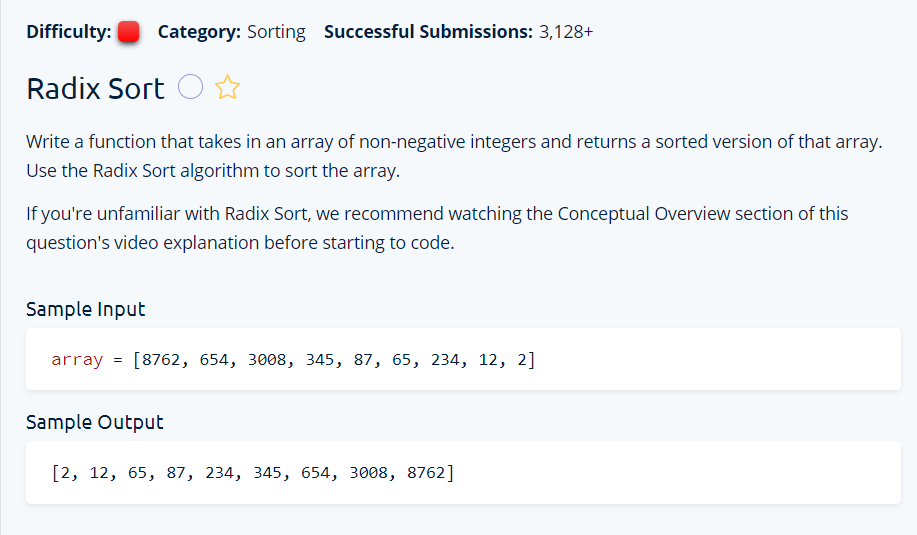 Difficulty: Category: Sorting Successful Submissions: 3,128+
Radix Sort
Write a function that takes in an array of non-negative integers and returns a sorted version of that array.
Use the Radix Sort algorithm to sort the array.
If you're unfamiliar with Radix Sort, we recommend watching the Conceptual Overview section of this
question's video explanation before starting to code.
Sample Input
array = [8762, 654, 3008, 345, 87, 65, 234, 12, 2]
Sample Output
[2, 12, 65, 87, 234, 345, 654, 3008, 8762]